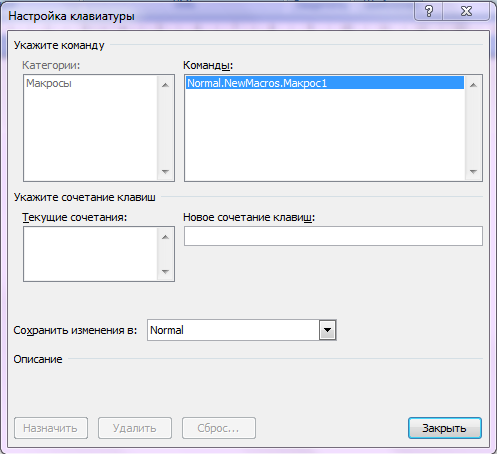 Настройка клавиатуры
Укажите команду
Категории: Команды:
Макросы Normal.NewMacros.Макрос1
Укажите сочетание клавиш
Текущие сочетания: Новое сочетание клавиш:
Сохранить изменения в: Normal
Описание
Назначить Удалить Сброс... Закрыть